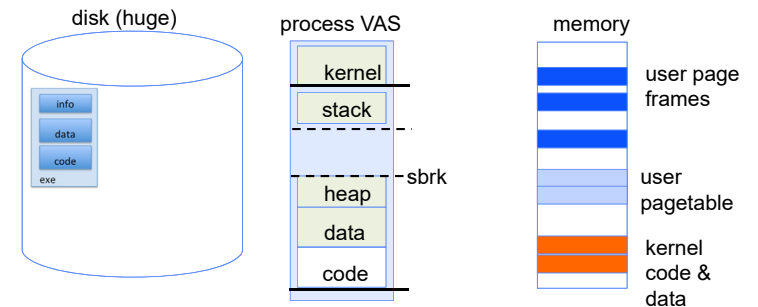 disk (huge)
info
data
code
exe
process VAS
kernel
stack
sbrk
heap
data
code
memory
user page
frames
user
pagetable
kernel
code &
data